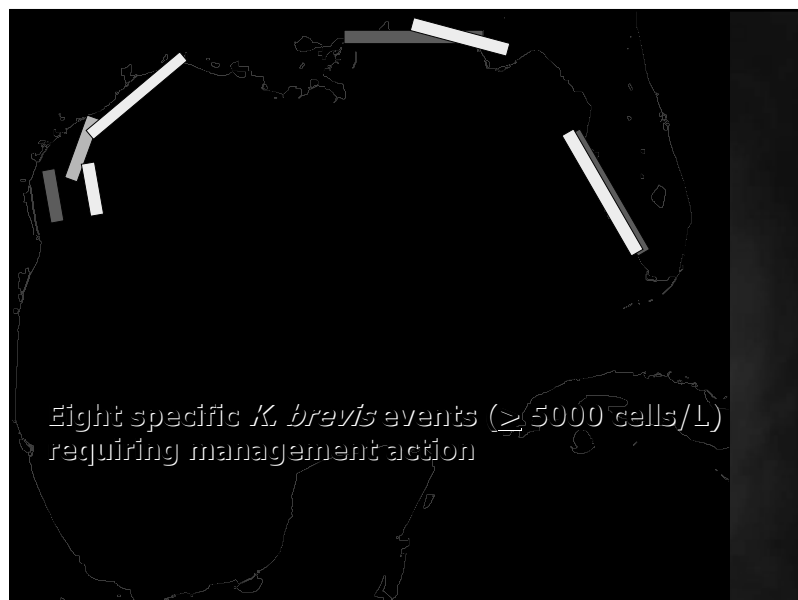 Eight specific K. brevis events (≥ 5000 cells/L)
requiring management action